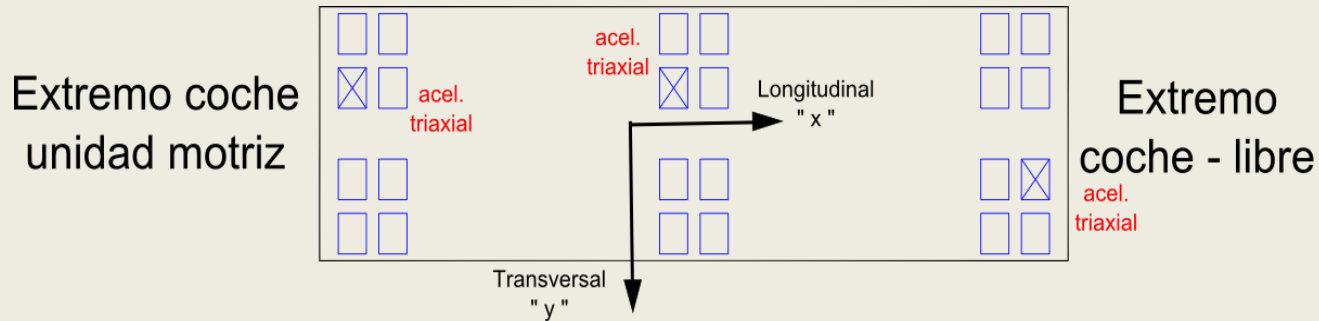 Extremo coche
unidad motriz
acel.
triaxial
acel.
triaxial
Longitudinal
" x "
Transversal
" y "
Extremo
coche - libre
acel.
triaxial